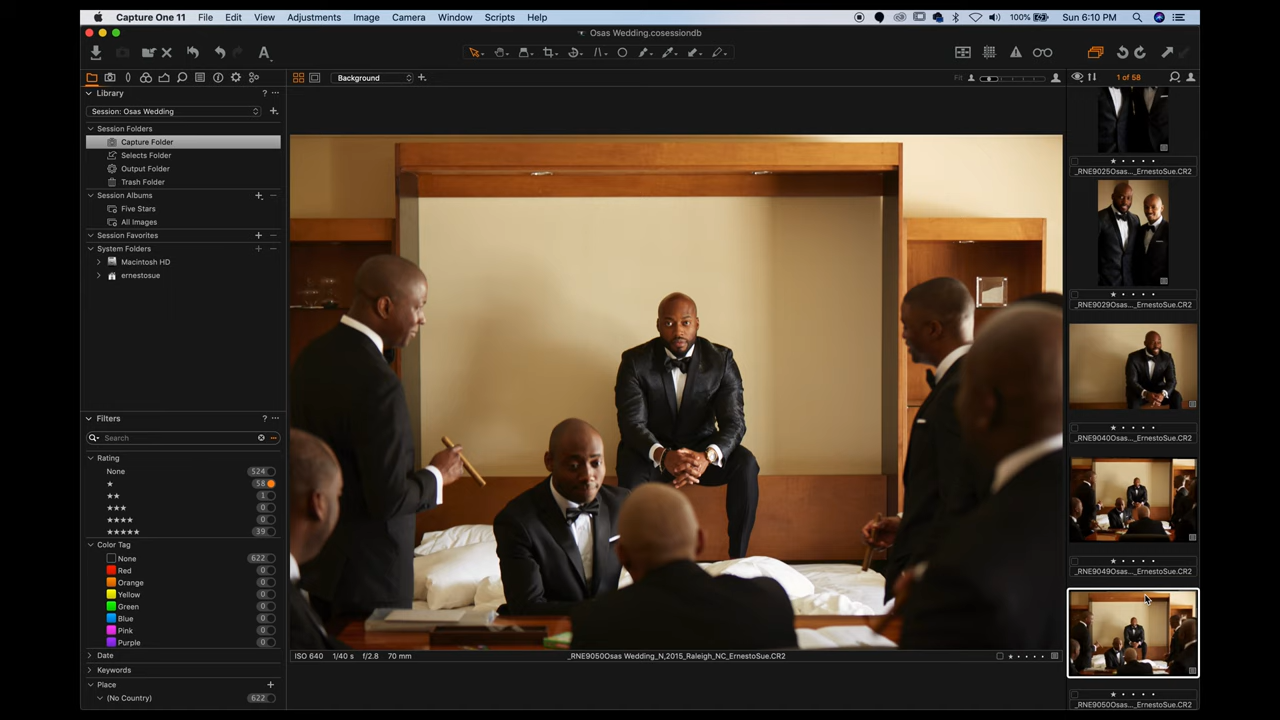 Capture One 11 File Edit View Adjustments Image Camera Window Scripts Help
100% Sun 6:10 PM
Osas Wedding.cosessiondb
Background
Fit
1 of 58
Library
? ...
Session: Osas Wedding
Session Folders
Capture Folder
Selects Folder
Output Folder
Trash Folder
Session Albums
Five Stars
All Images
Session Favorites
System Folders
Macintosh HD
ernestosue
Filters
? ...
Search
Rating
None 524
★ 58
★★ 1
★★★ 0
★★★★ 0
★★★★★ 39
Color Tag
None 622
Red 0
Orange 0
Yellow 0
Green 0
Blue 0
Pink 0
Purple 0
Date
Keywords
Place
(No Country) 622
ISO 640 1/40 s f/2.8 70 mm
_RNE9050Osas Wedding_N,2015_Raleigh_NC_ErnestoSue.CR2
_RNE9025Osas..._ErnestoSue.CR2
_RNE9029Osas..._ErnestoSue.CR2
_RNE9040Osas..._ErnestoSue.CR2
_RNE9049Osas..._ErnestoSue.CR2
_RNE9050Osas..._ErnestoSue.CR2